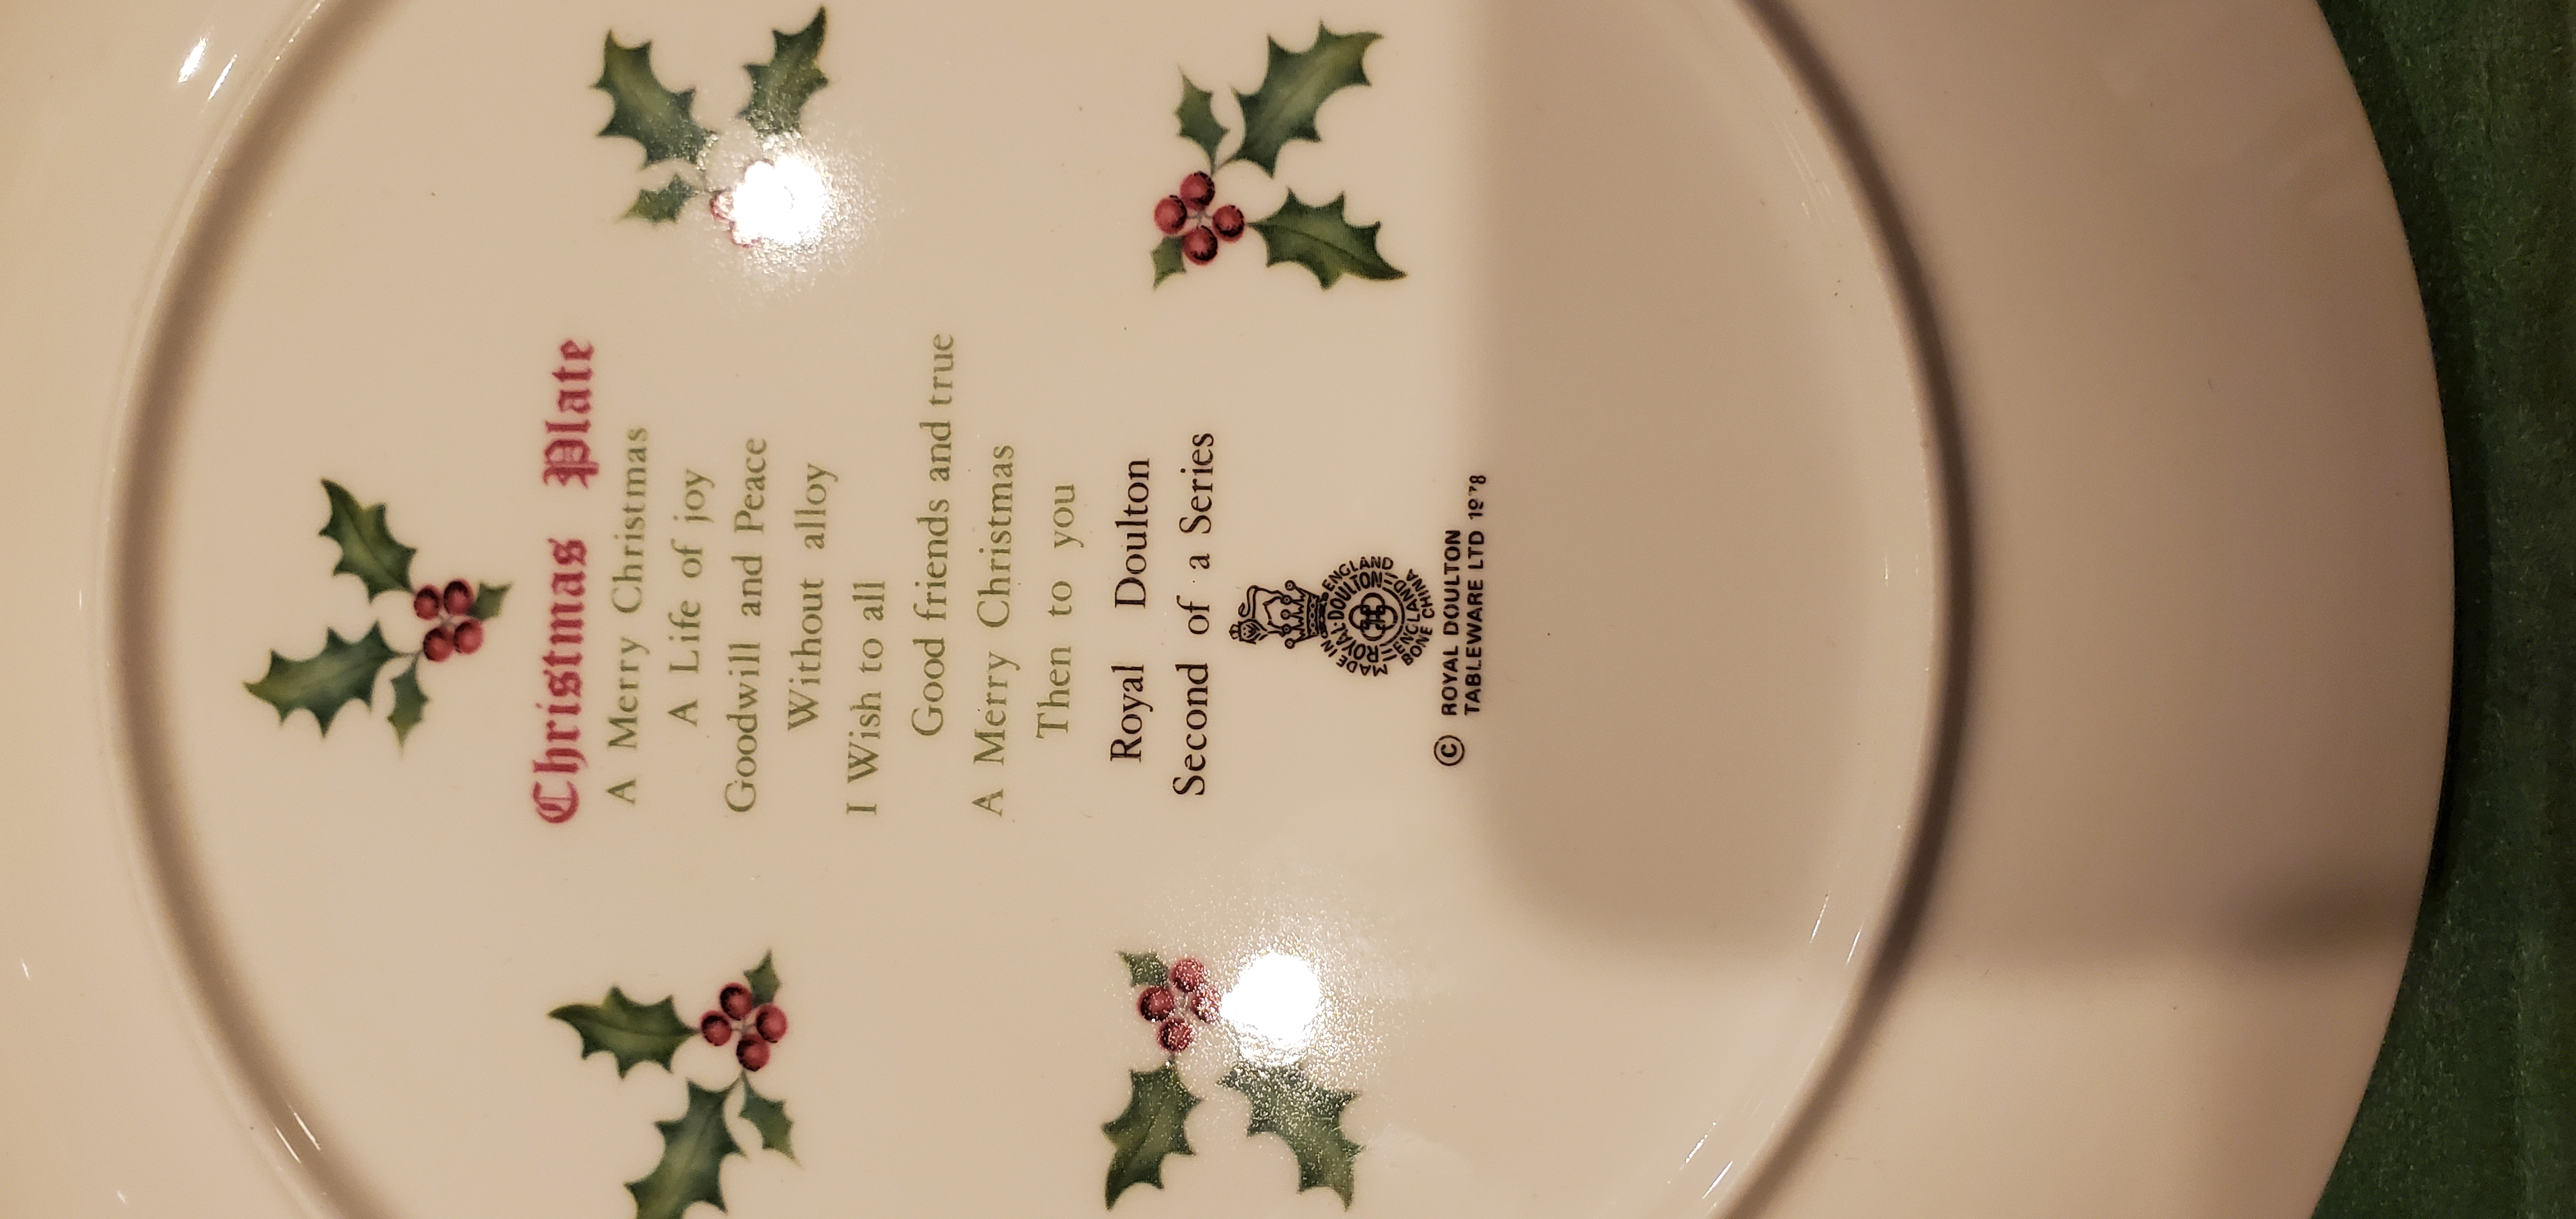 Christmas Plate
A Merry Christmas
A Life of joy
Goodwill and Peace
Without alloy
I Wish to all
Good friends and true
A Merry Christmas
Then to you
Royal Doulton
Second of a Series
MADE IN ENGLAND
ROYAL·DOULTON
ENGLAND
BONE CHINA
© ROYAL DOULTON
TABLEWARE LTD 1978